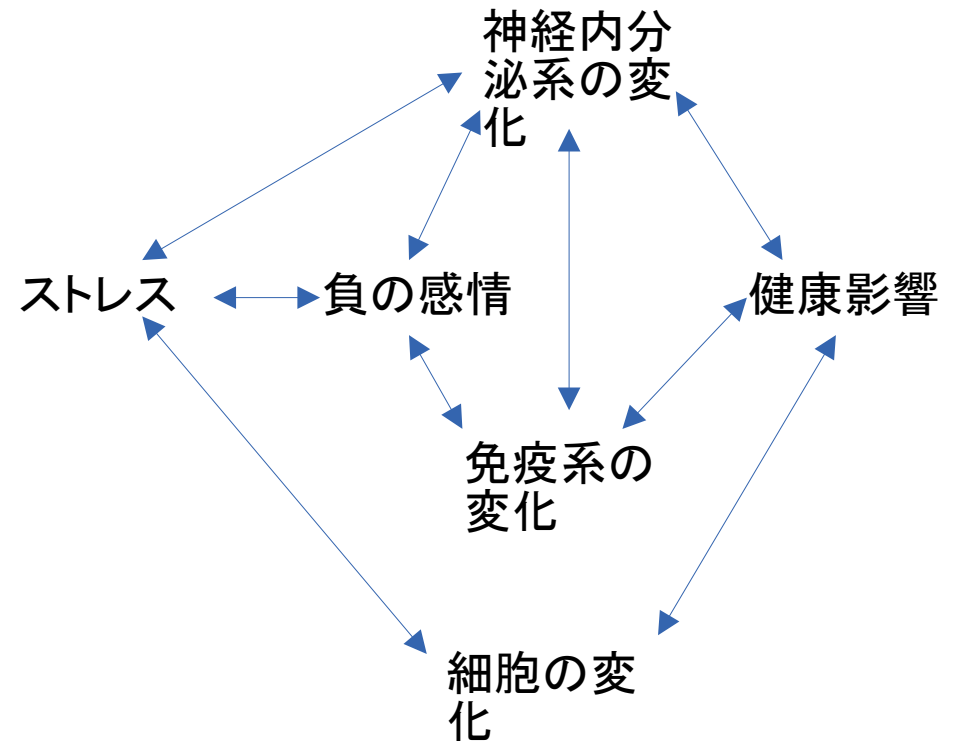 神経内分
泌系の変
化
ストレス
負の感情
健康影響
免疫系の
変化
細胞の変
化